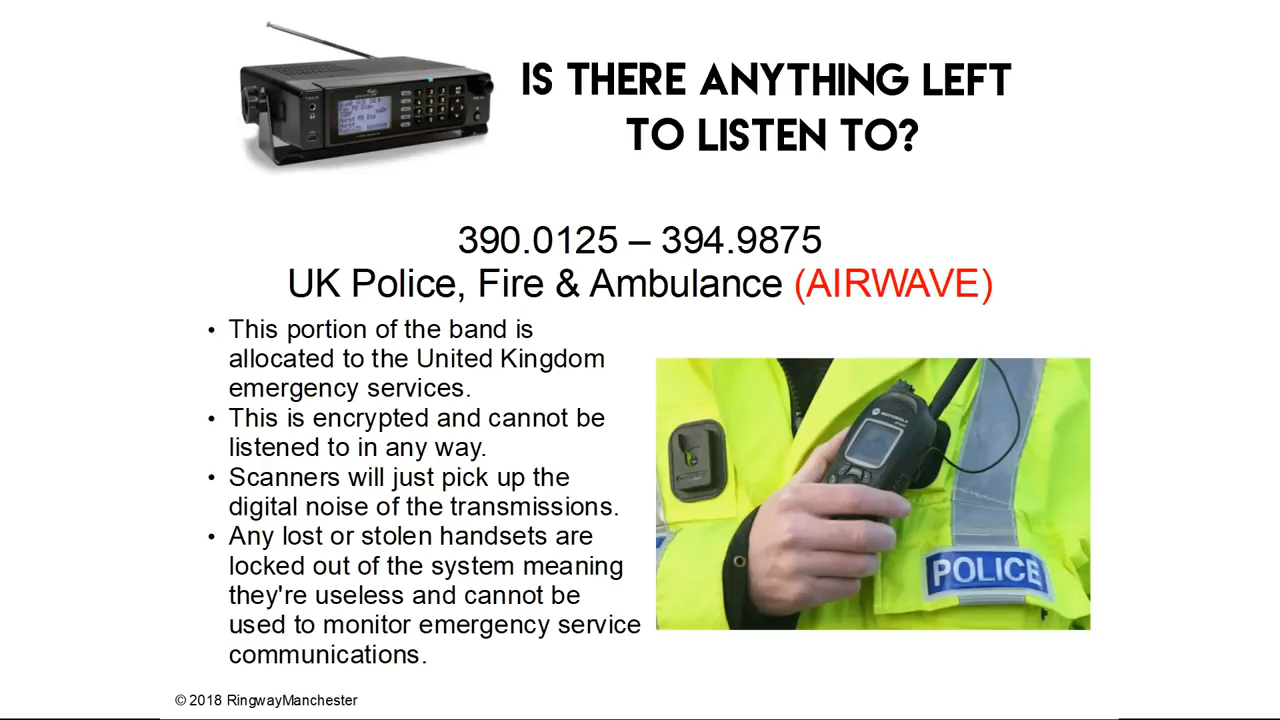 IS THERE ANYTHING LEFT
TO LISTEN TO?
390.0125 – 394.9875
UK Police, Fire & Ambulance (AIRWAVE)
• This portion of the band is
allocated to the United Kingdom
emergency services.
• This is encrypted and cannot be
listened to in any way.
• Scanners will just pick up the
digital noise of the transmissions.
• Any lost or stolen handsets are
locked out of the system meaning
they're useless and cannot be
used to monitor emergency service
communications.
MOTOROLA
POLICE
© 2018 RingwayManchester